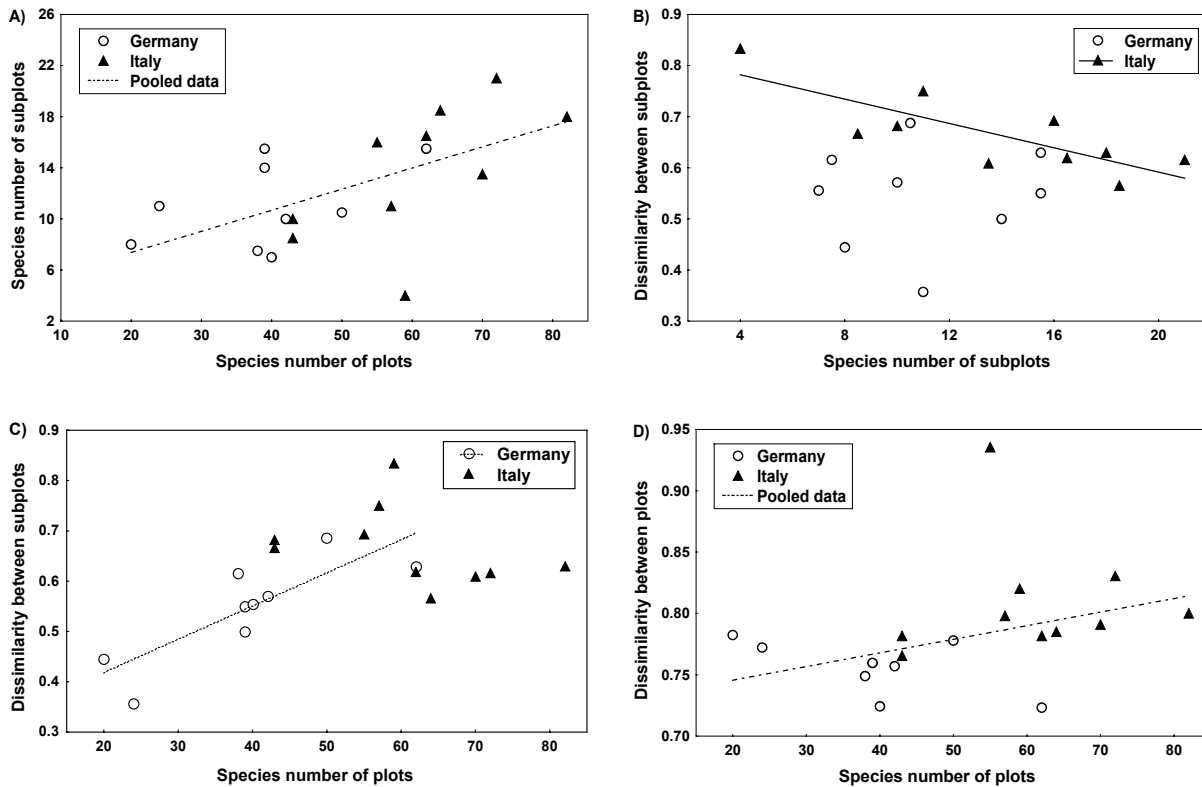 A)
26
22
18
14
10
6
2
Species number of subplots
Germany
Italy
Pooled data
10 20 30 40 50 60 70 80
Species number of plots
B)
0.9
0.8
0.7
0.6
0.5
0.4
0.3
Dissimilarity between subplots
Germany
Italy
4 8 12 16 20
Species number of subplots
C)
0.9
0.8
0.7
0.6
0.5
0.4
0.3
Dissimilarity between subplots
Germany
Italy
20 30 40 50 60 70 80
Species number of plots
D)
0.95
0.90
0.85
0.80
0.75
0.70
Dissimilarity between plots
Germany
Italy
Pooled data
20 30 40 50 60 70 80
Species number of plots